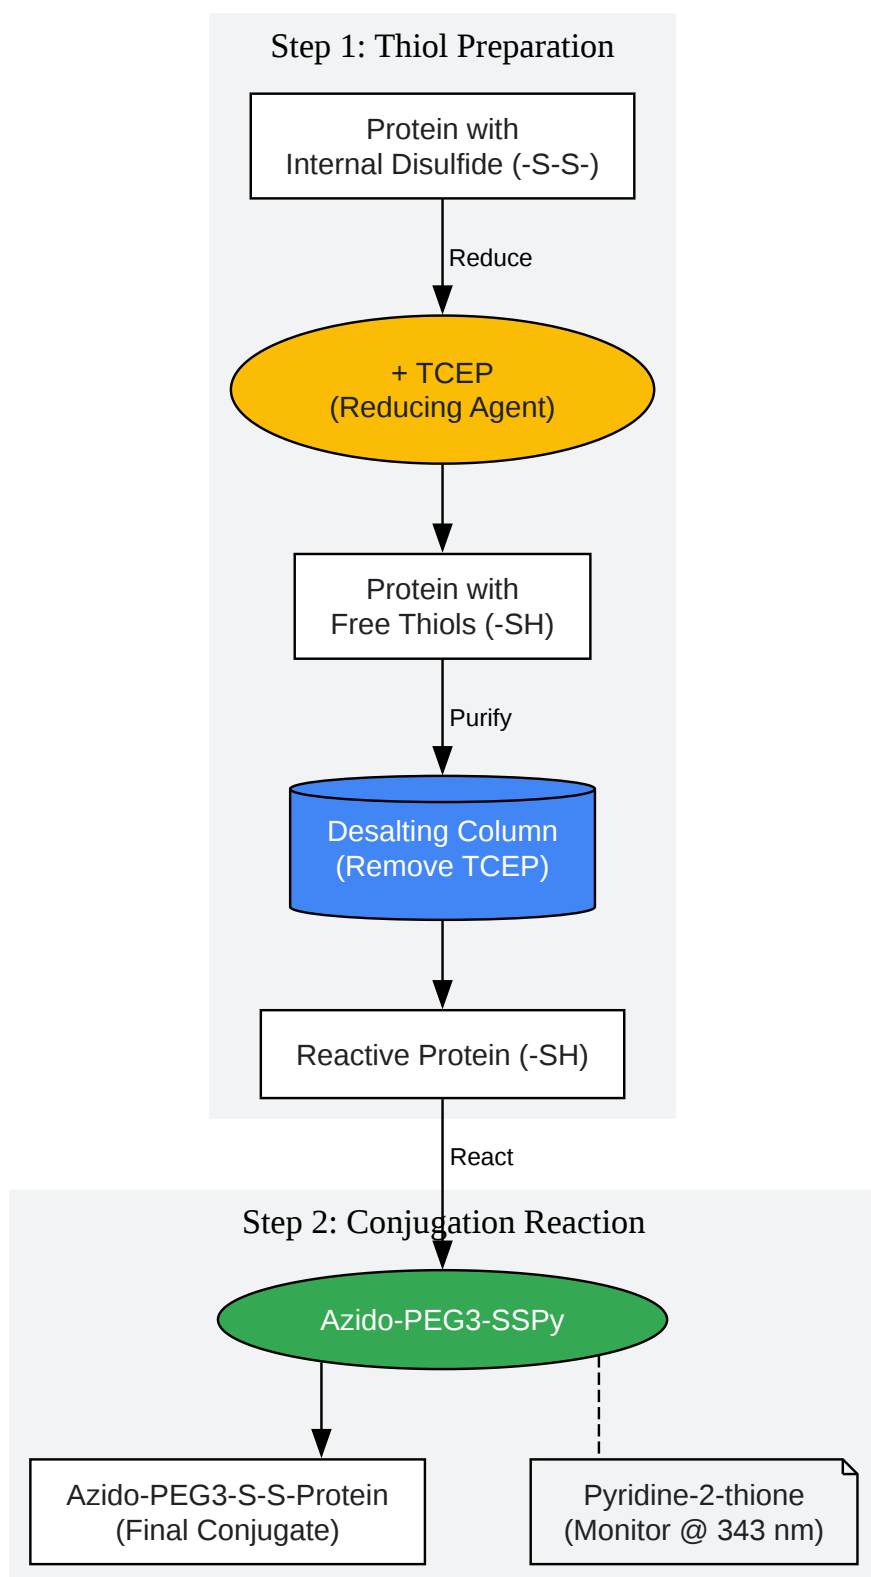 Step 1: Thiol Preparation
Protein with
Internal Disulfide (-S-S-)
Reduce
+ TCEP
(Reducing Agent)
Protein with
Free Thiols (-SH)
Purify
Desalting Column
(Remove TCEP)
Reactive Protein (-SH)
React
Step 2: Conjugation Reaction
Azido-PEG3-SSPy
Azido-PEG3-S-S-Protein
(Final Conjugate)
Pyridine-2-thione
(Monitor @ 343 nm)